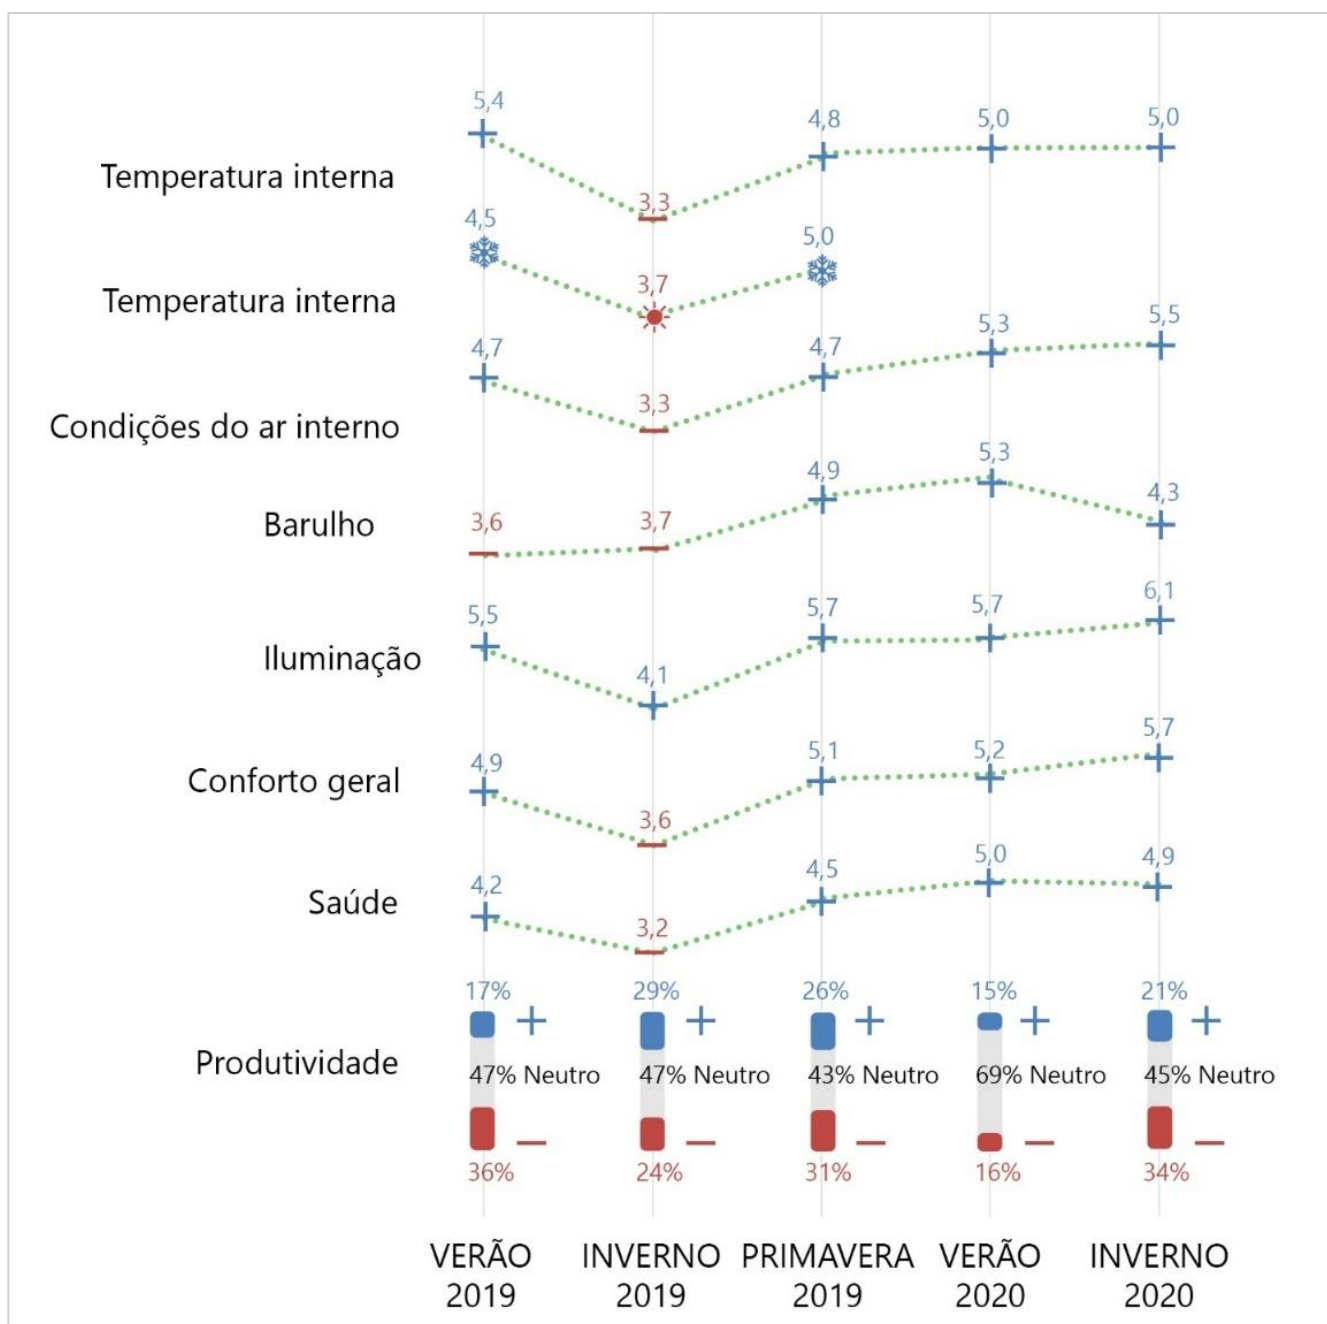 5,4 3,3 4,8 5,0 5,0
Temperatura interna
4,5 3,7 5,0
Temperatura interna
4,7 3,3 4,7 5,3 5,5
Condições do ar interno
3,6 3,7 4,9 5,3 4,3
Barulho
5,5 4,1 5,7 5,7 6,1
Iluminação
4,9 3,6 5,1 5,2 5,7
Conforto geral
4,2 3,2 4,5 5,0 4,9
Saúde
17% 29% 26% 15% 21%
+ + + + +
Produtividade 47% Neutro 47% Neutro 43% Neutro 69% Neutro 45% Neutro
− − − − −
36% 24% 31% 16% 34%
VERÃO INVERNO PRIMAVERA VERÃO INVERNO
2019 2019 2019 2020 2020